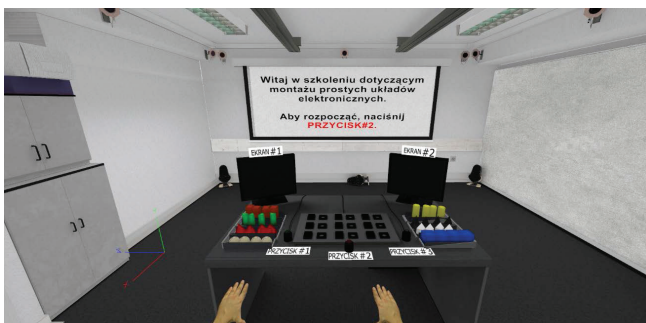 Witaj w szkoleniu dotyczącym
montażu prostych układów
elektronicznych.
Aby rozpocząć, naciśnij
PRZYCISK#2.
EKRAN #1
EKRAN #2
PRZYCISK #1
PRZYCISK #2
PRZYCISK #3